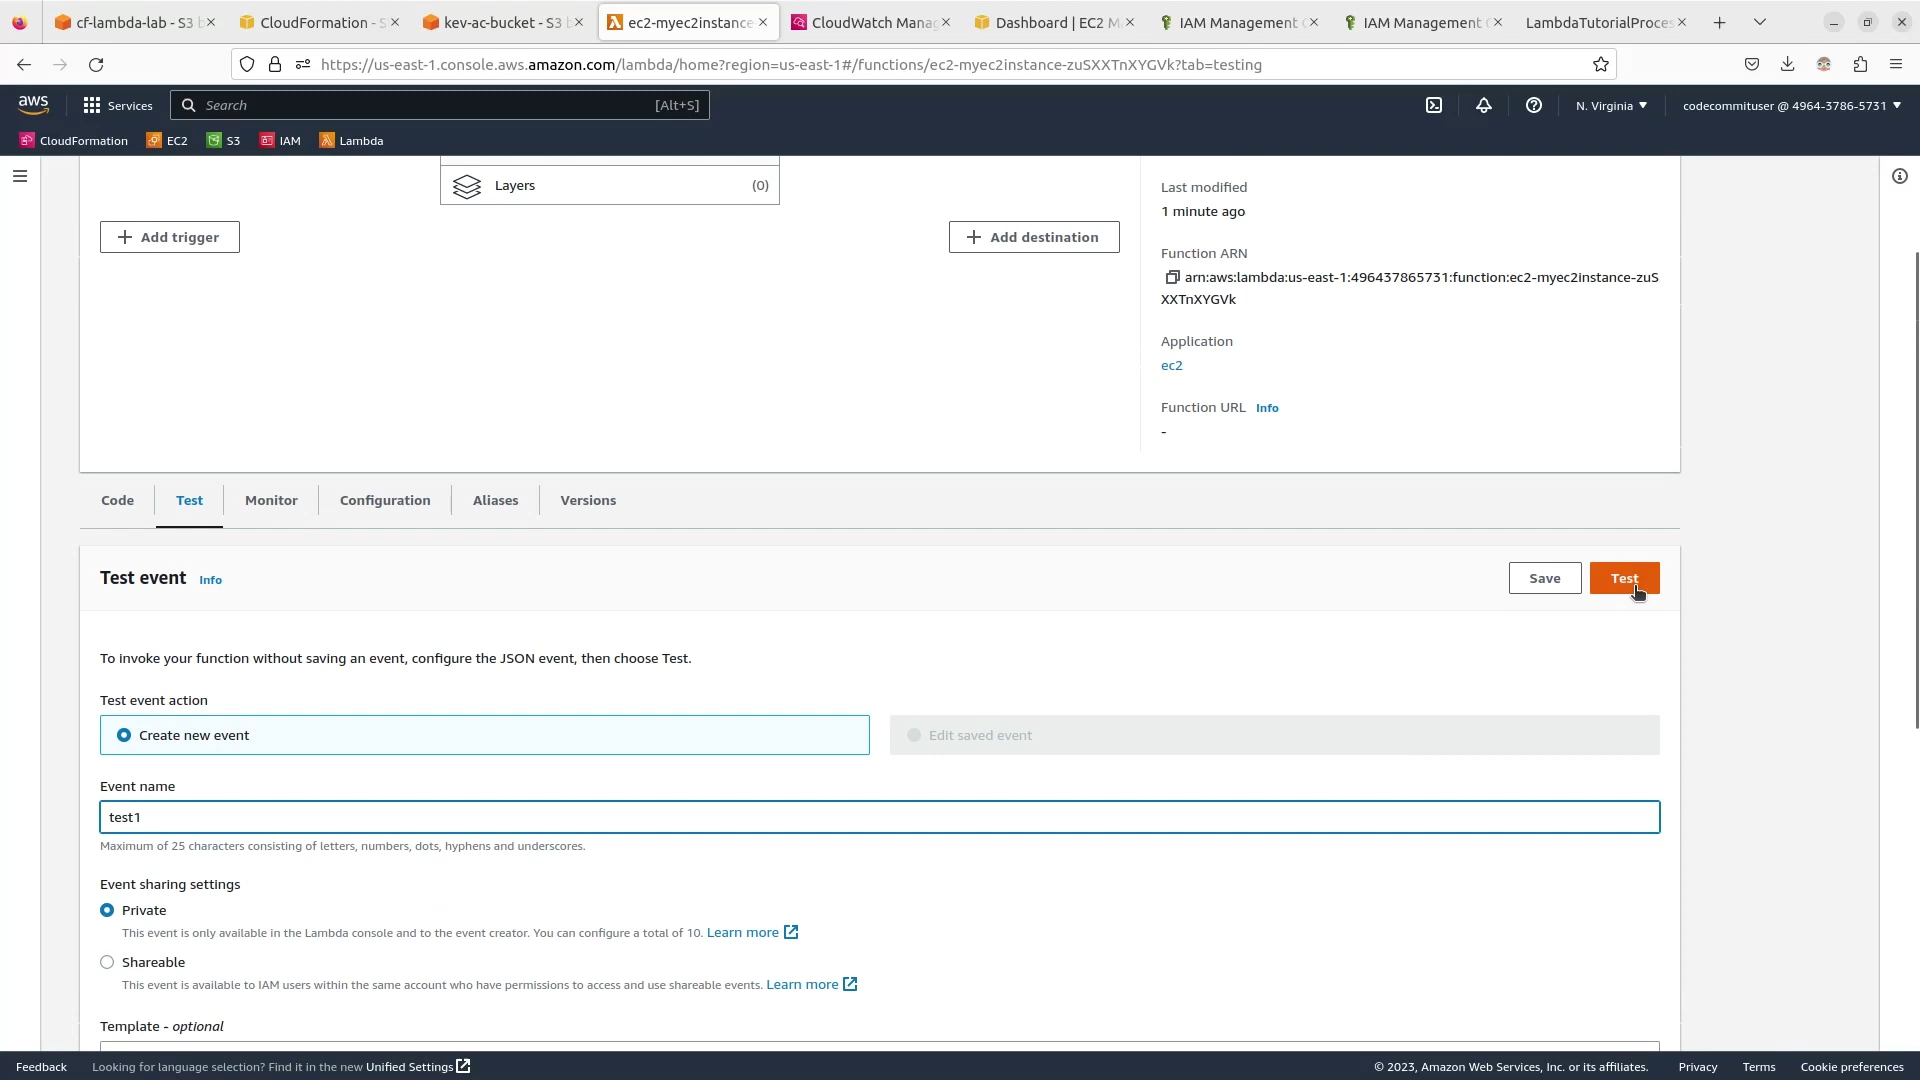 cf-lambda-lab - S3 b
CloudFormation - S
kev-ac-bucket - S3 b
ec2-myec2instance
CloudWatch Manag
Dashboard | EC2 M
IAM Management C
IAM Management C
LambdaTutorialProces
https://us-east-1.console.aws.amazon.com/lambda/home?region=us-east-1#/functions/ec2-myec2instance-zuSXXTnXYGVk?tab=testing
aws
Services
Search
[Alt+S]
N. Virginia
codecommituser @ 4964-3786-5731
CloudFormation
EC2
S3
IAM
Lambda
Layers
(0)
Add trigger
Add destination
Last modified
1 minute ago
Function ARN
arn:aws:lambda:us-east-1:496437865731:function:ec2-myec2instance-zuS
XXTnXYGVk
Application
ec2
Function URL Info
-
Code
Test
Monitor
Configuration
Aliases
Versions
Test event Info
Save
Test
To invoke your function without saving an event, configure the JSON event, then choose Test.
Test event action
Create new event
Edit saved event
Event name
test1
Maximum of 25 characters consisting of letters, numbers, dots, hyphens and underscores.
Event sharing settings
Private
This event is only available in the Lambda console and to the event creator. You can configure a total of 10. Learn more
Shareable
This event is available to IAM users within the same account who have permissions to access and use shareable events. Learn more
Template - optional
Feedback
Looking for language selection? Find it in the new Unified Settings
© 2023, Amazon Web Services, Inc. or its affiliates.
Privacy
Terms
Cookie preferences